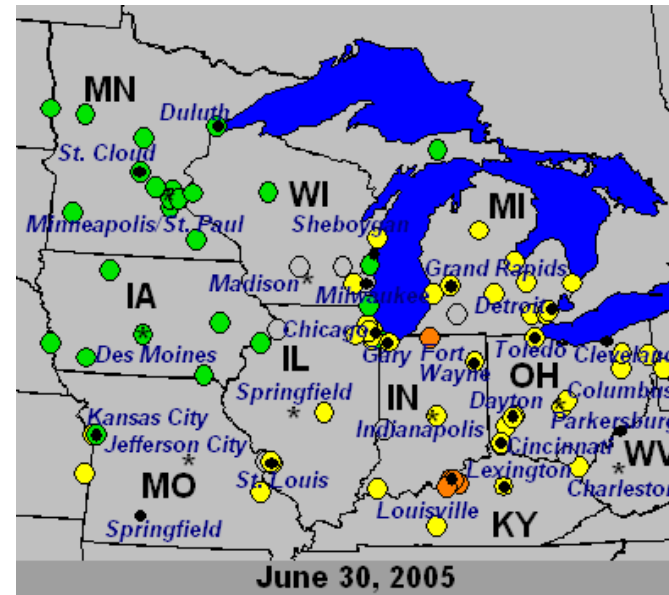 MN
Duluth
St. Cloud
WI
MI
Minneapolis/St. Paul
Sheboygan
Grand Rapids
Madison
Milwaukee
IA
Detroit
Chicago
Des Moines
IL
Gary
Fort Wayne
Toledo
Cleveland
OH
Springfield
IN
Columbus
Dayton
Kansas City
Indianapolis
Parkersburg
Jefferson City
Cincinnati
WV
St. Louis
Lexington
MO
Charleston
Springfield
Louisville
KY
June 30, 2005